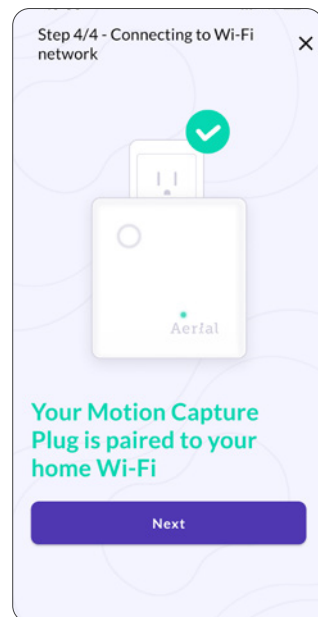 Step 4/4 - Connecting to Wi-Fi
network
Aerial
Your Motion Capture
Plug is paired to your
home Wi-Fi
Next